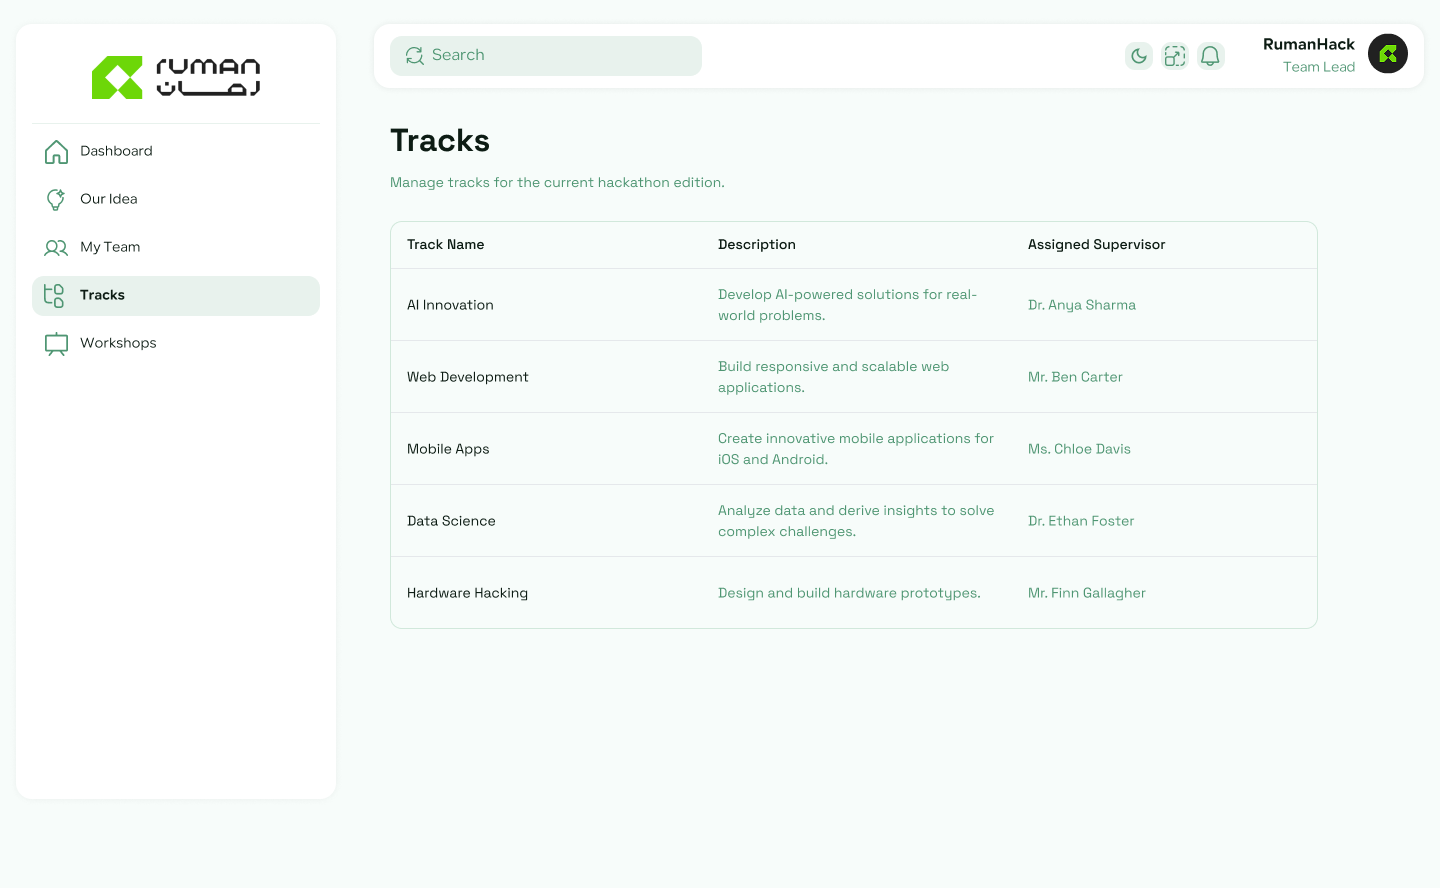 ruman
رمـــان
Dashboard
Our Idea
My Team
Tracks
Workshops
Search
RumanHack
Team Lead
Tracks
Manage tracks for the current hackathon edition.
Track Name
Description
Assigned Supervisor
AI Innovation
Develop AI-powered solutions for real-
world problems.
Dr. Anya Sharma
Web Development
Build responsive and scalable web
applications.
Mr. Ben Carter
Mobile Apps
Create innovative mobile applications for
iOS and Android.
Ms. Chloe Davis
Data Science
Analyze data and derive insights to solve
complex challenges.
Dr. Ethan Foster
Hardware Hacking
Design and build hardware prototypes.
Mr. Finn Gallagher